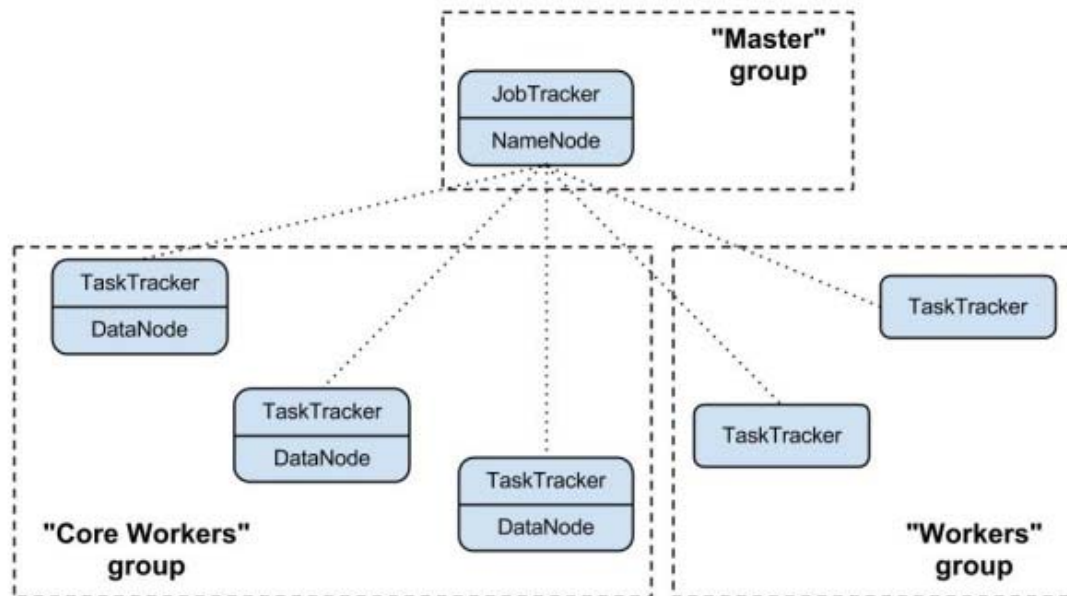 "Master"
group
JobTracker
NameNode
TaskTracker
DataNode
TaskTracker
DataNode
TaskTracker
DataNode
"Core Workers"
group
TaskTracker
TaskTracker
"Workers"
group